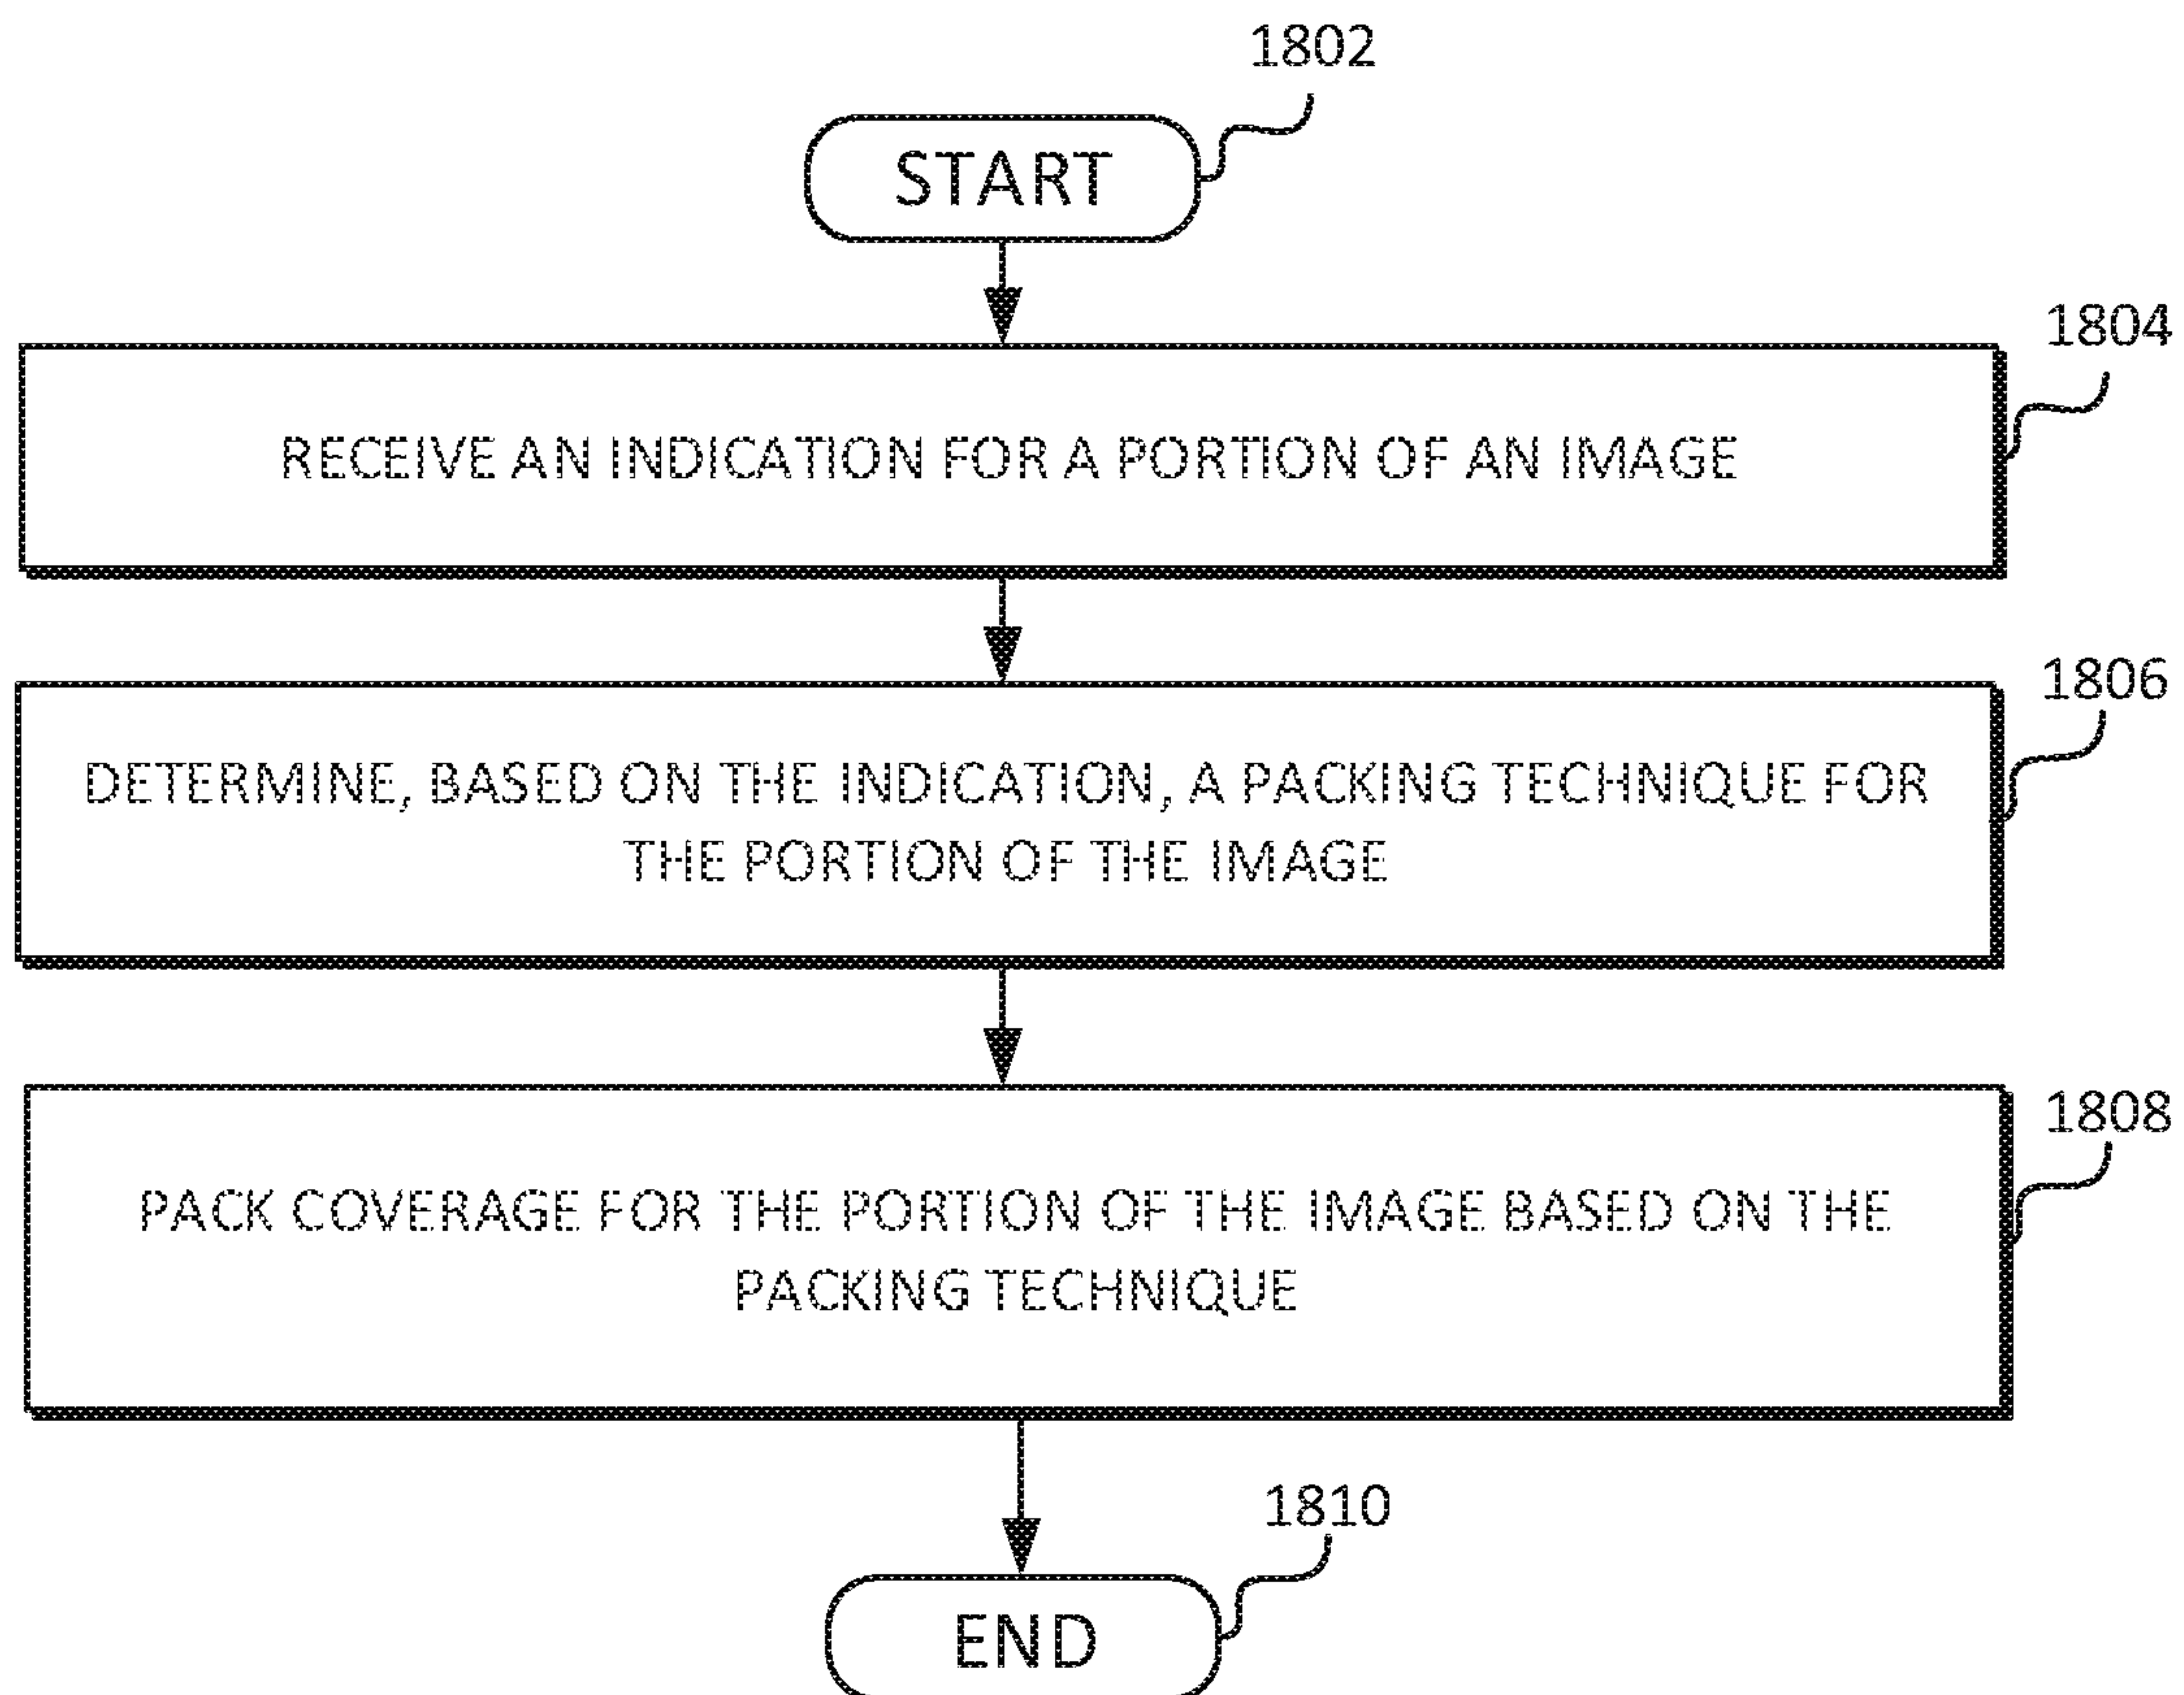 1802
START
1804
RECEIVE AN INDICATION FOR A PORTION OF AN IMAGE
1806
DETERMINE, BASED ON THE INDICATION, A PACKING TECHNIQUE FOR
THE PORTION OF THE IMAGE
1808
PACK COVERAGE FOR THE PORTION OF THE IMAGE BASED ON THE
PACKING TECHNIQUE
1810
END